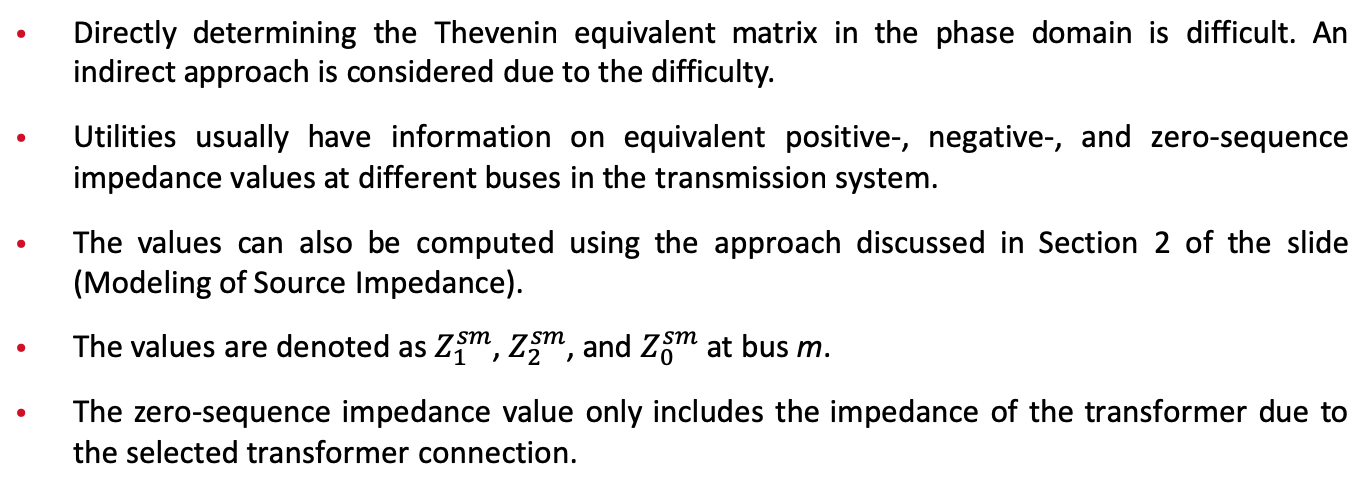 • Directly determining the Thevenin equivalent matrix in the phase domain is difficult. An
indirect approach is considered due to the difficulty.
• Utilities usually have information on equivalent positive-, negative-, and zero-sequence
impedance values at different buses in the transmission system.
• The values can also be computed using the approach discussed in Section 2 of the slide
(Modeling of Source Impedance).
• The values are denoted as $Z_1^{sm}$, $Z_2^{sm}$, and $Z_0^{sm}$ at bus m.
• The zero-sequence impedance value only includes the impedance of the transformer due to
the selected transformer connection.